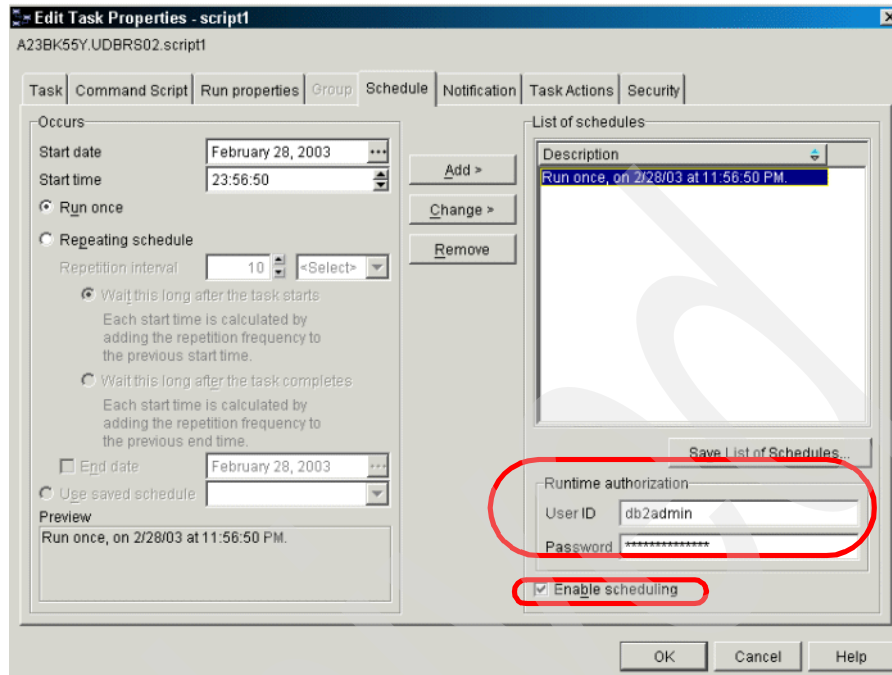 Edit Task Properties - script1
A23BK55Y.UDBRS02.script1
Task Command Script Run properties Group Schedule Notification Task Actions Security
Occurs
Start date February 28, 2003 ...
Start time 23:56:50
Run once
Repeating schedule
Repetition interval 10 <Select>
Wait this long after the task starts
Each start time is calculated by
adding the repetition frequency to
the previous start time.
Wait this long after the task completes
Each start time is calculated by
adding the repetition frequency to
the previous end time.
End date February 28, 2003 ...
Use saved schedule
Preview
Run once, on 2/28/03 at 11:56:50 PM.
Add >
Change >
Remove
List of schedules
Description
Run once, on 2/28/03 at 11:56:50 PM.
Save List of Schedules...
Runtime authorization
User ID db2admin
Password **************
Enable scheduling
OK Cancel Help